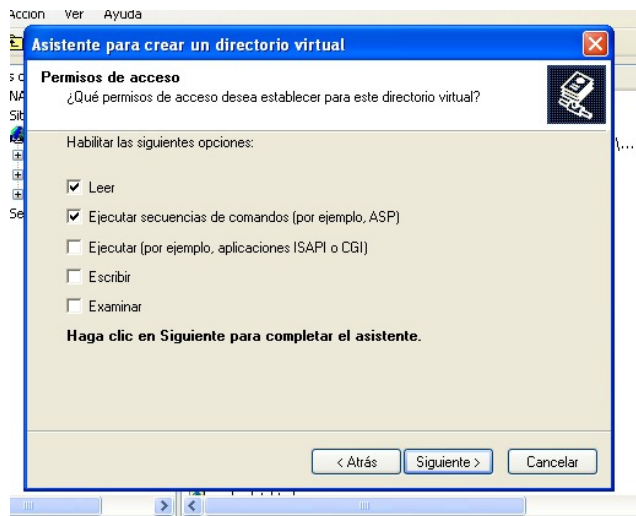 Acción Ver Ayuda
Asistente para crear un directorio virtual
Permisos de acceso
¿Qué permisos de acceso desea establecer para este directorio virtual?
Habilitar las siguientes opciones:
Leer
Ejecutar secuencias de comandos (por ejemplo, ASP)
Ejecutar (por ejemplo, aplicaciones ISAPI o CGI)
Escribir
Examinar
Haga clic en Siguiente para completar el asistente.
< Atrás Siguiente > Cancelar